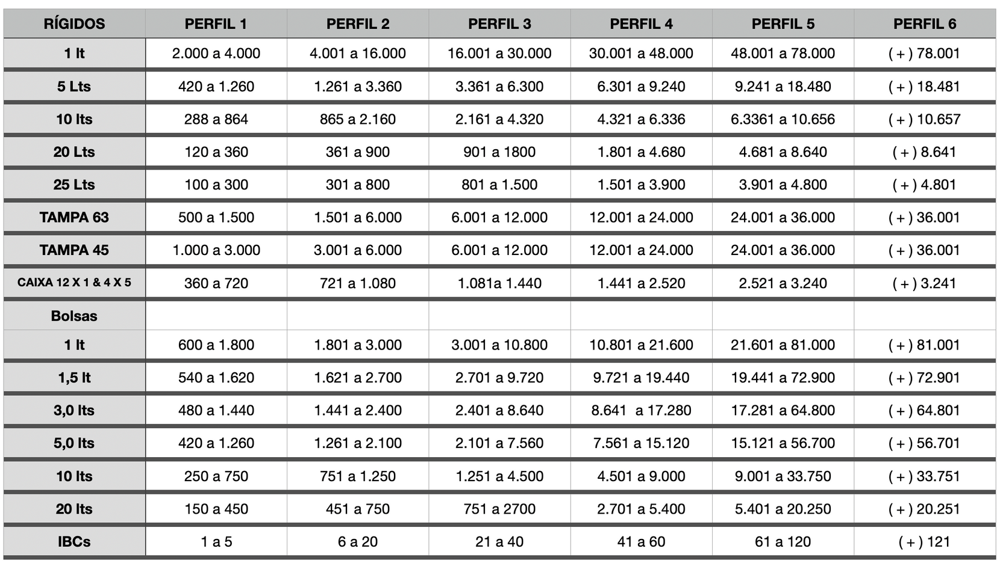 RÍGIDOS PERFIL 1 PERFIL 2 PERFIL 3 PERFIL 4 PERFIL 5 PERFIL 6
1 lt 2.000 a 4.000 4.001 a 16.000 16.001 a 30.000 30.001 a 48.000 48.001 a 78.000 ( + ) 78.001
5 Lts 420 a 1.260 1.261 a 3.360 3.361 a 6.300 6.301 a 9.240 9.241 a 18.480 ( + ) 18.481
10 lts 288 a 864 865 a 2.160 2.161 a 4.320 4.321 a 6.336 6.3361 a 10.656 ( + ) 10.657
20 Lts 120 a 360 361 a 900 901 a 1800 1.801 a 4.680 4.681 a 8.640 ( + ) 8.641
25 Lts 100 a 300 301 a 800 801 a 1.500 1.501 a 3.900 3.901 a 4.800 ( + ) 4.801
TAMPA 63 500 a 1.500 1.501 a 6.000 6.001 a 12.000 12.001 a 24.000 24.001 a 36.000 ( + ) 36.001
TAMPA 45 1.000 a 3.000 3.001 a 6.000 6.001 a 12.000 12.001 a 24.000 24.001 a 36.000 ( + ) 36.001
CAIXA 12 X 1 & 4 X 5 360 a 720 721 a 1.080 1.081a 1.440 1.441 a 2.520 2.521 a 3.240 ( + ) 3.241
Bolsas
1 lt 600 a 1.800 1.801 a 3.000 3.001 a 10.800 10.801 a 21.600 21.601 a 81.000 ( + ) 81.001
1,5 lt 540 a 1.620 1.621 a 2.700 2.701 a 9.720 9.721 a 19.440 19.441 a 72.900 ( + ) 72.901
3,0 lts 480 a 1.440 1.441 a 2.400 2.401 a 8.640 8.641 a 17.280 17.281 a 64.800 ( + ) 64.801
5,0 lts 420 a 1.260 1.261 a 2.100 2.101 a 7.560 7.561 a 15.120 15.121 a 56.700 ( + ) 56.701
10 lts 250 a 750 751 a 1.250 1.251 a 4.500 4.501 a 9.000 9.001 a 33.750 ( + ) 33.751
20 lts 150 a 450 451 a 750 751 a 2700 2.701 a 5.400 5.401 a 20.250 ( + ) 20.251
IBCs 1 a 5 6 a 20 21 a 40 41 a 60 61 a 120 ( + ) 121